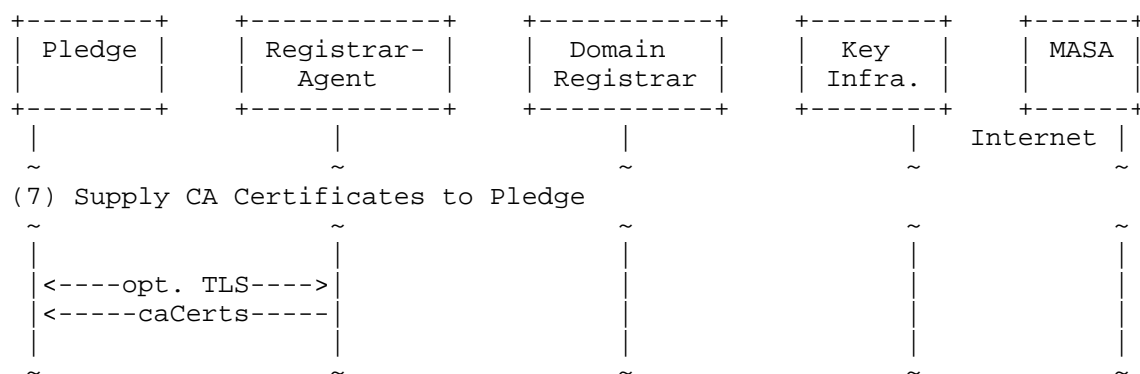 Pledge Registrar- Domain Key MASA
Agent Registrar Infra.
Internet
(7) Supply CA Certificates to Pledge
<----opt. TLS---->
<-----caCerts-----